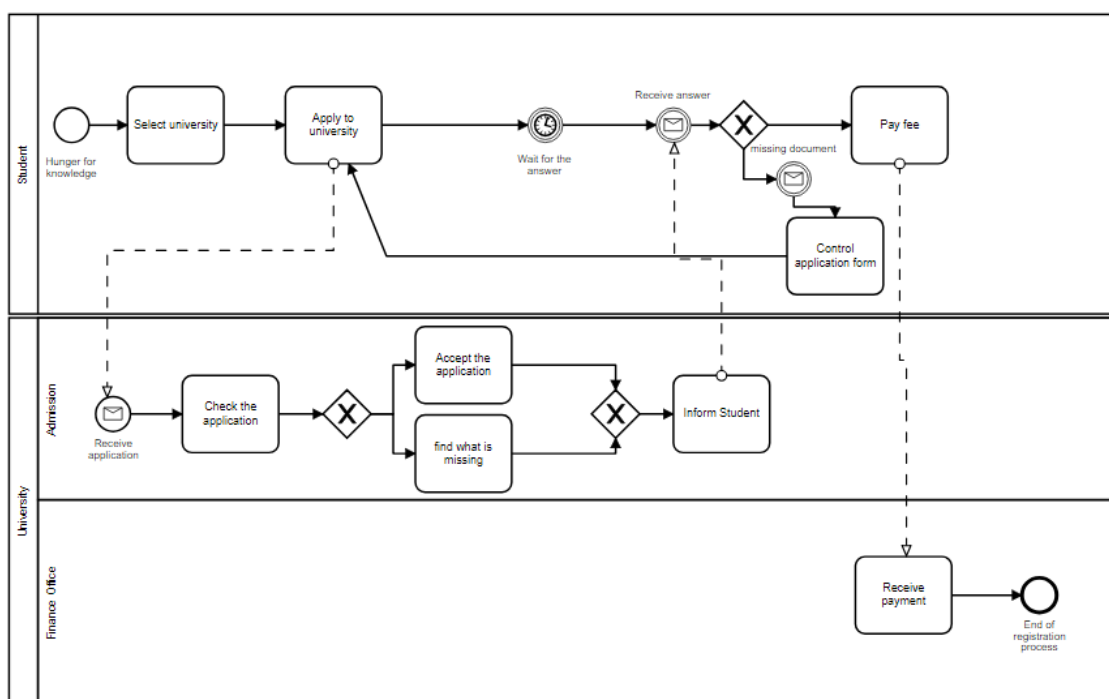 Student
Hunger for
knowledge
Select university
Apply to
university
Wait for the
answer
Receive answer
missing document
Pay fee
Control
application form
University
Admission
Receive
application
Check the
application
Accept the
application
find what is
missing
Inform Student
Finance Office
Receive
payment
End of
registration
process